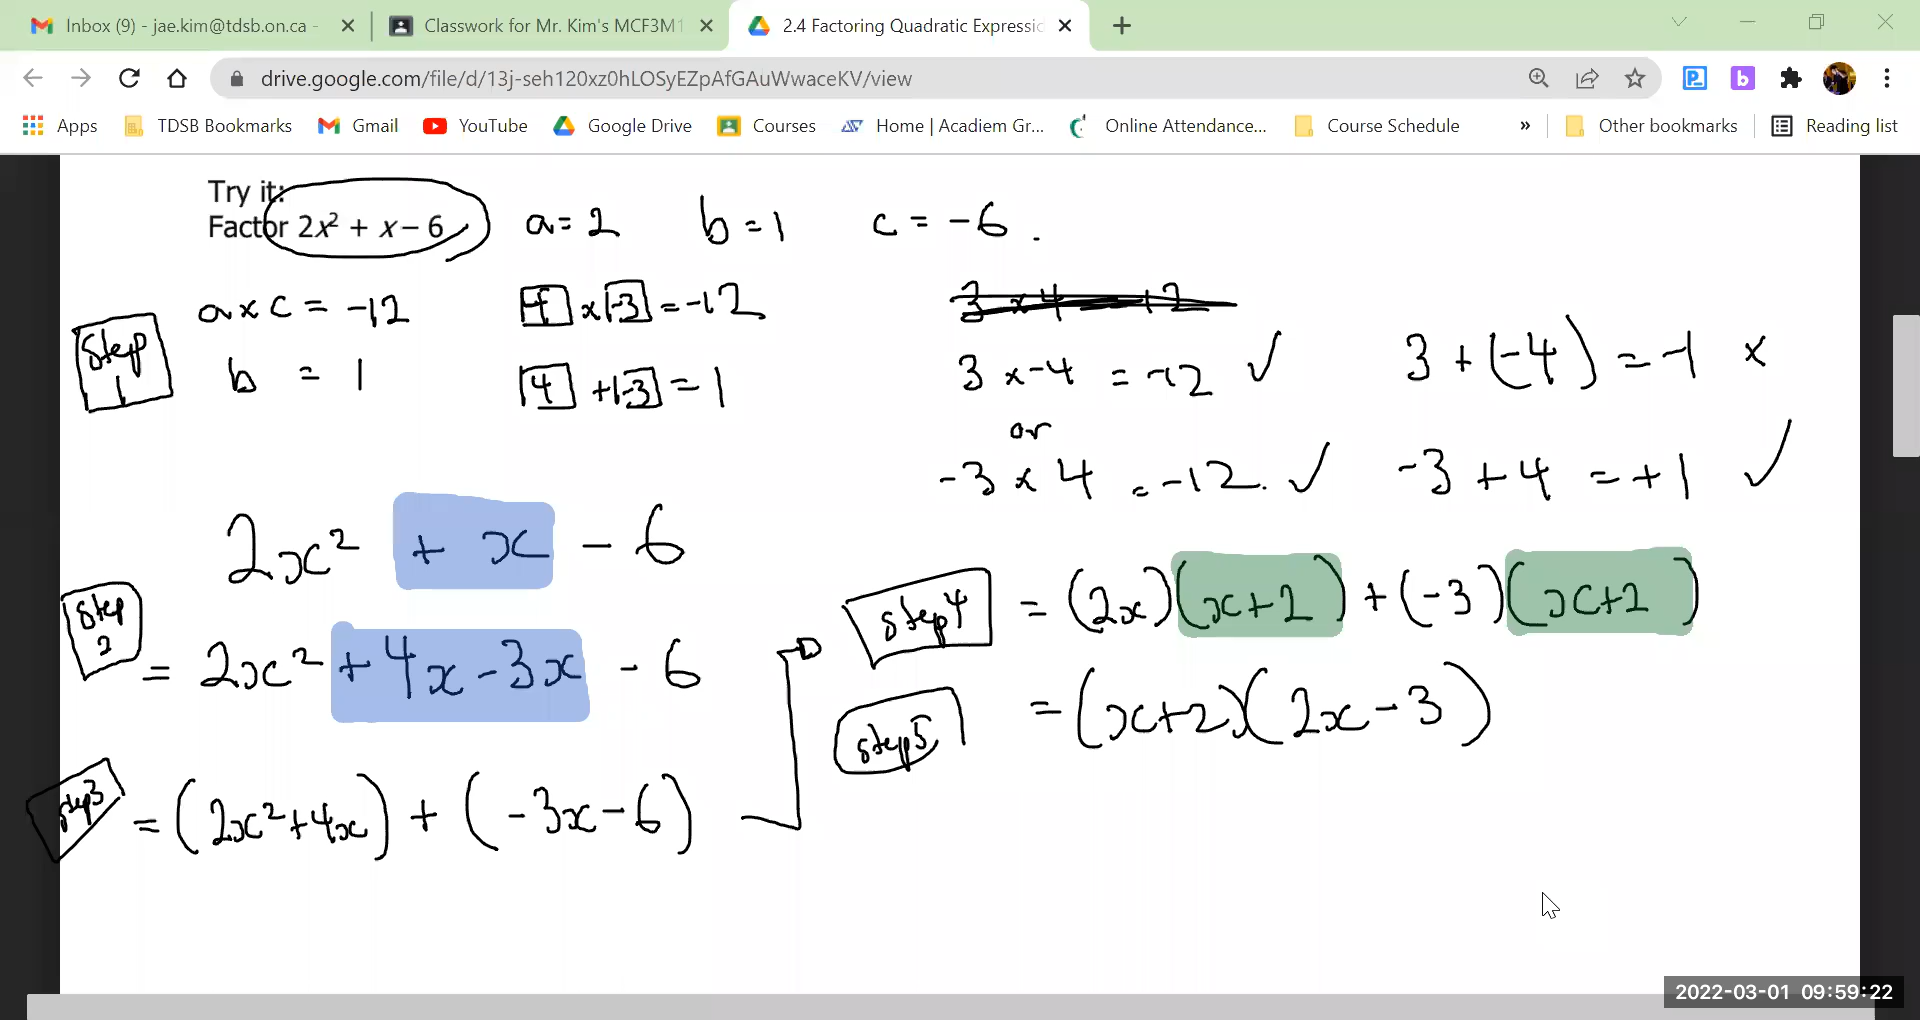 Inbox (9) - jae.kim@tdsb.on.ca -
Classwork for Mr. Kim's MCF3M1
2.4 Factoring Quadratic Expressio
drive.google.com/file/d/13j-seh120xz0hLOSyEZpAfGAuWwaceKV/view
Apps TDSB Bookmarks Gmail YouTube Google Drive Courses Home | Acadiem Gr... Online Attendance... Course Schedule » Other bookmarks Reading list
Try it:
Factor 2x² + x – 6
a = 2 b = 1 c = -6.
Step 1
a x c = -12
b = 1
-4 x -3 = -12
4 + (-3) = 1
3 x 4 = 12
3 x -4 = -12 ✓
3 + (-4) = -1 x
or
-3 x 4 = -12. ✓
-3 + 4 = +1 ✓
2x² + x - 6
Step 2
= 2x² + 4x - 3x - 6
Step 3
= (2x² + 4x) + (-3x - 6)
Step 4
= (2x)(x+2) + (-3)(x+2)
Step 5
= (x+2)(2x-3)
2022-03-01 09:59:22